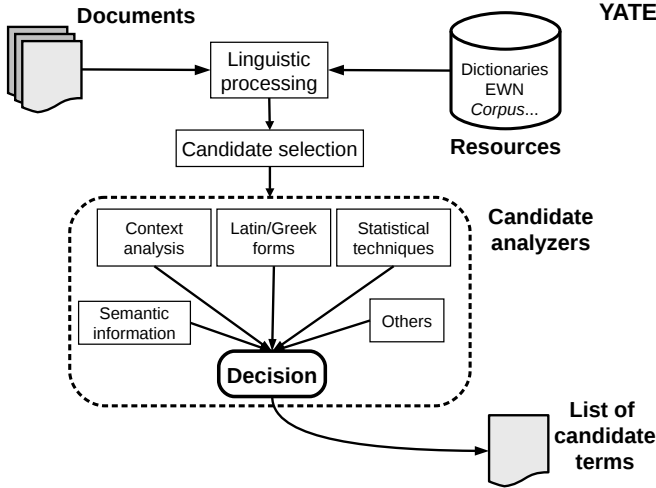 Documents
YATE
Linguistic
processing
Dictionaries
EWN
Corpus...
Resources
Candidate selection
Candidate
analyzers
Context
analysis
Latin/Greek
forms
Statistical
techniques
Semantic
information
Others
Decision
List of
candidate
terms